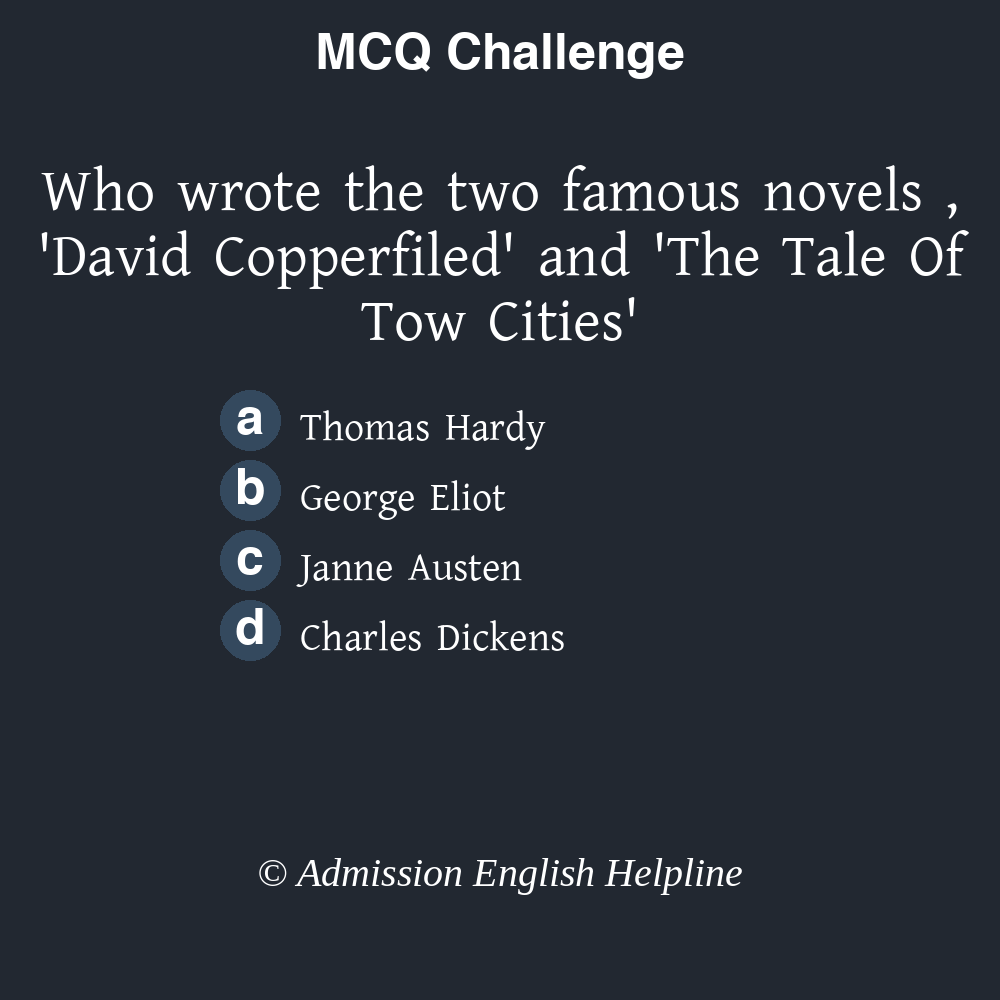 MCQ Challenge
Who wrote the two famous novels ,
'David Copperfiled' and 'The Tale Of
Tow Cities'
a Thomas Hardy
b George Eliot
c Janne Austen
d Charles Dickens
© Admission English Helpline